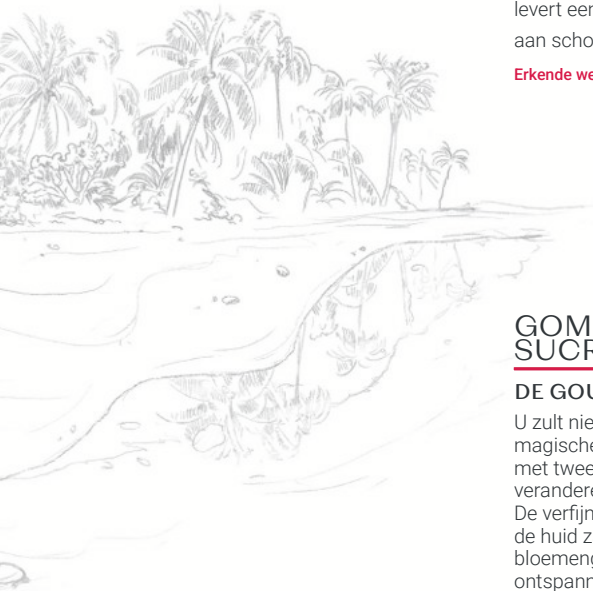 levert een
aan scho
Erkende we
GOM
SUCR
DE GOU
U zult nie
magische
met twee
verandere
De verfijn
de huid z
bloemeng
ontspann